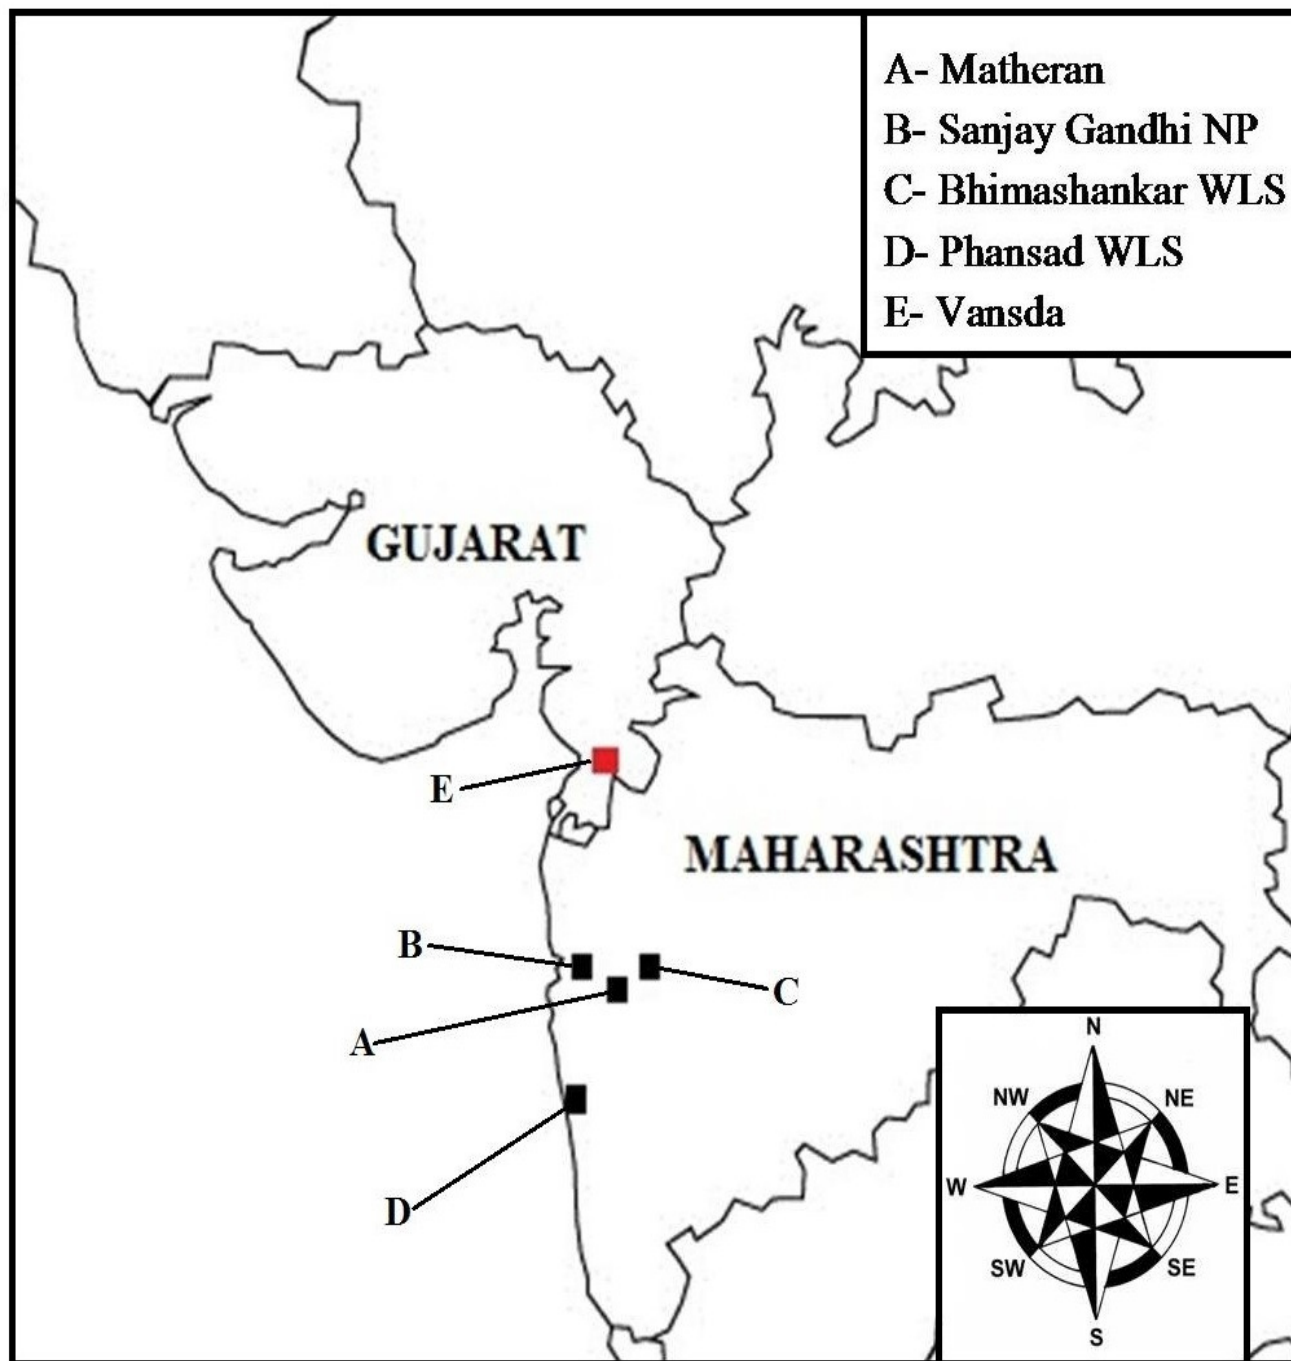 A- Matheran
B- Sanjay Gandhi NP
C- Bhimashankar WLS
D- Phansad WLS
E- Vansda
GUJARAT
E
MAHARASHTRA
B
C
A
D
N
NW
NE
W
E
SW
SE
S